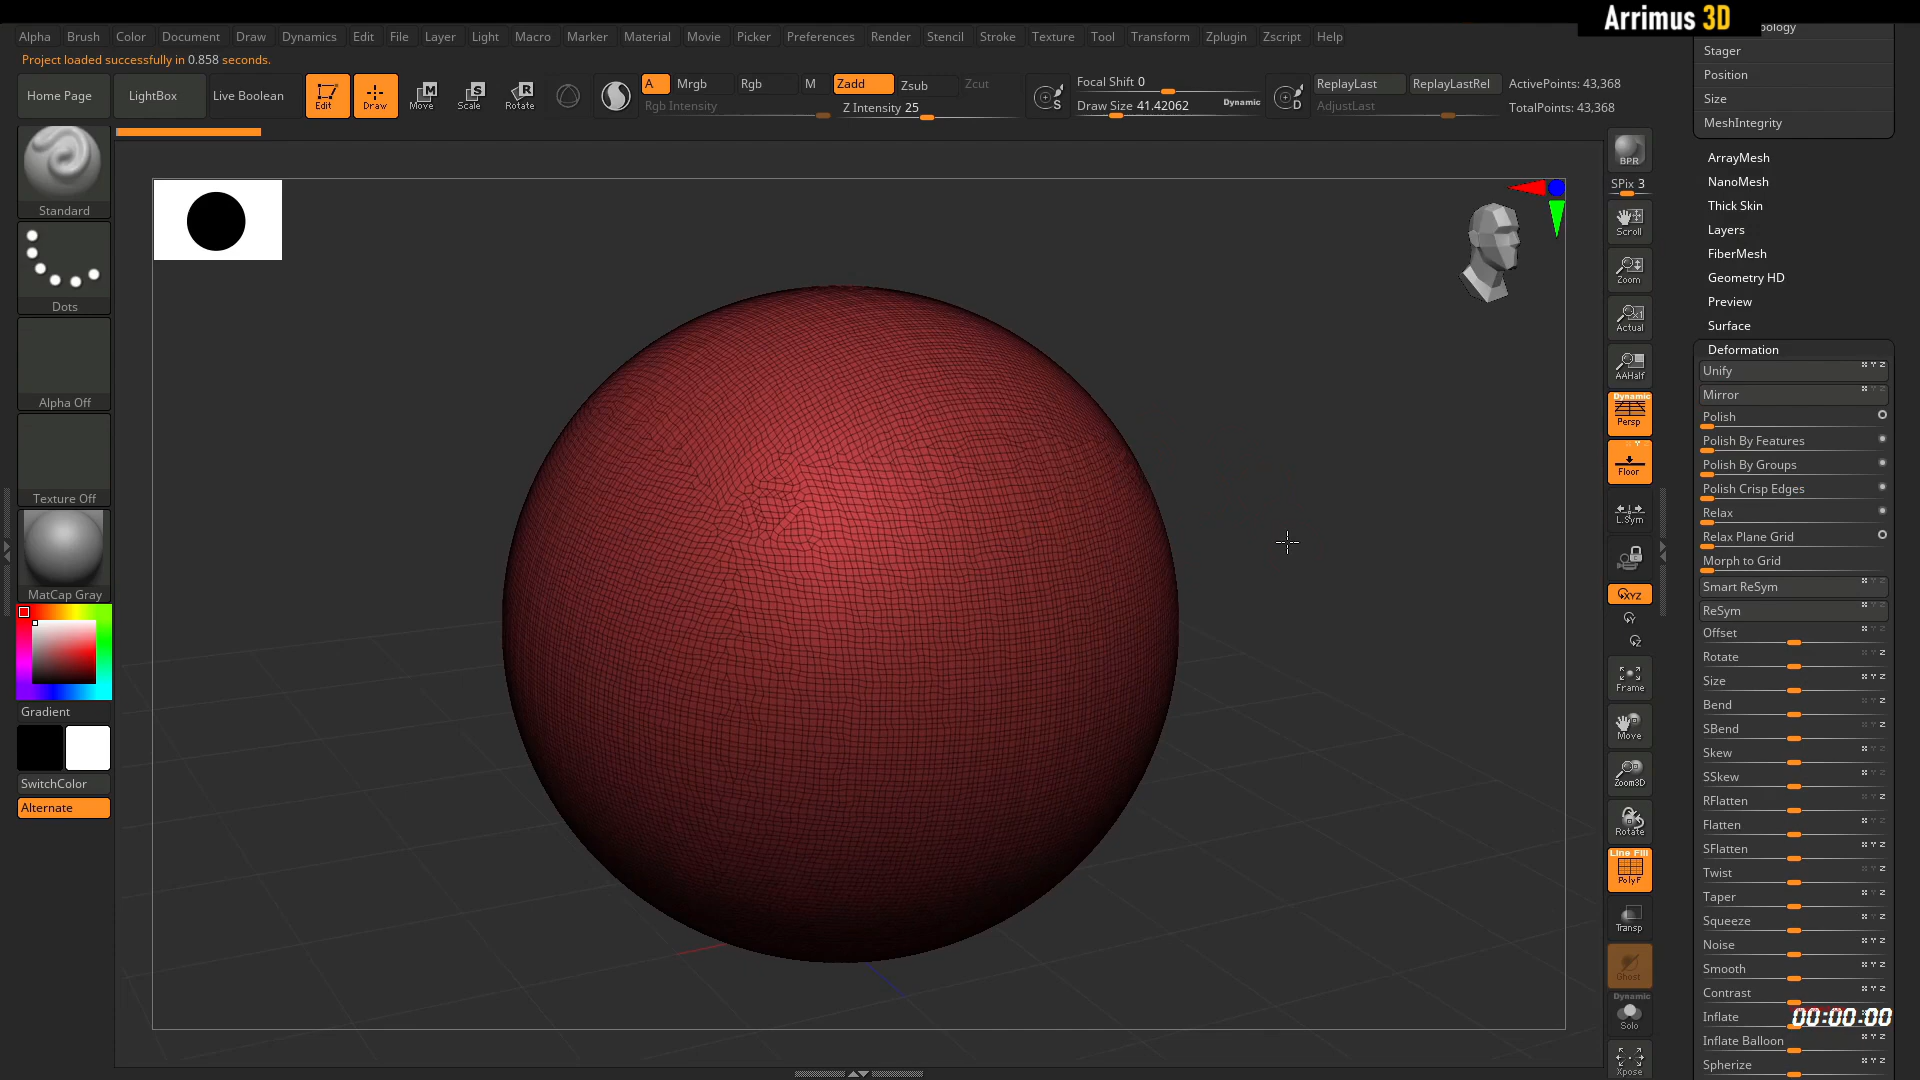 Arrimus 3D
Alpha Brush Color Document Draw Dynamics Edit File Layer Light Macro Marker Material Movie Picker Preferences Render Stencil Stroke Texture Tool Transform Zplugin Zscript Help
Project loaded successfully in 0.858 seconds.
Home Page
LightBox
Live Boolean
Edit
Draw
Move
Scale
Rotate
A
Mrgb
Rgb
M
Zadd
Zsub
Zcut
Rgb Intensity
Z Intensity 25
S
Focal Shift 0
Draw Size 41.42062
Dynamic
D
ReplayLast
ReplayLastRel
AdjustLast
ActivePoints: 43,368
TotalPoints: 43,368
Standard
Dots
Alpha Off
Texture Off
MatCap Gray
Gradient
SwitchColor
Alternate
BPR
SPix 3
Scroll
Zoom
Actual
AAHalf
Dynamic
Persp
Floor
L.Sym
XYZ
Y
Z
Frame
Move
Zoom3D
Rotate
Line Fill
PolyF
Transp
Ghost
Dynamic
Solo
Xpose
Stager
Position
Size
MeshIntegrity
ArrayMesh
NanoMesh
Thick Skin
Layers
FiberMesh
Geometry HD
Preview
Surface
Deformation
Unify
Mirror
Polish
Polish By Features
Polish By Groups
Polish Crisp Edges
Relax
Relax Plane Grid
Morph to Grid
Smart ReSym
ReSym
Offset
Rotate
Size
Bend
SBend
Skew
SSkew
RFlatten
Flatten
SFlatten
Twist
Taper
Squeeze
Noise
Smooth
Contrast
Inflate
00:00:00
Inflate Balloon
Spherize